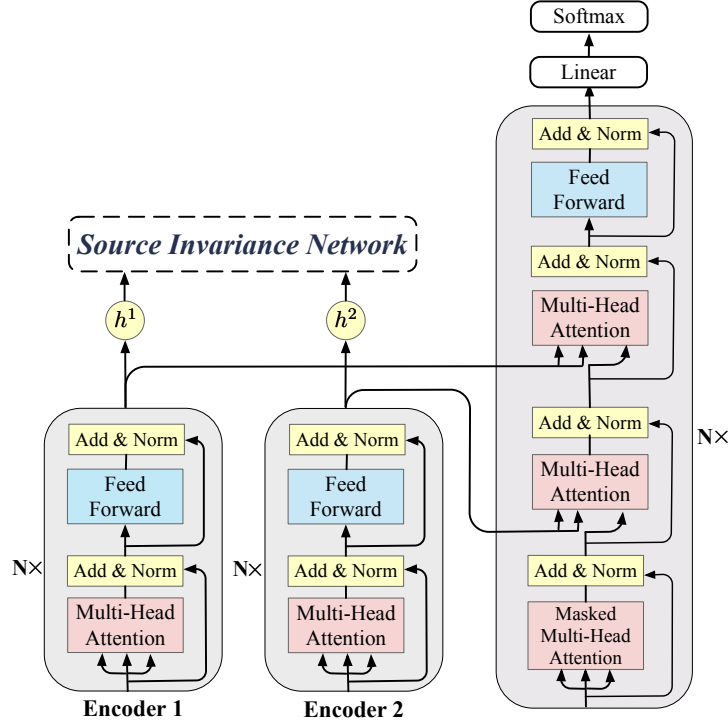 Softmax
Linear
Add & Norm
Feed
Forward
Add & Norm
Multi-Head
Attention
Add & Norm
Multi-Head
Attention
Add & Norm
Masked
Multi-Head
Attention
N×
Source Invariance Network
h¹
h²
Add & Norm
Feed
Forward
Add & Norm
Multi-Head
Attention
N×
Encoder 1
Add & Norm
Feed
Forward
Add & Norm
Multi-Head
Attention
N×
Encoder 2